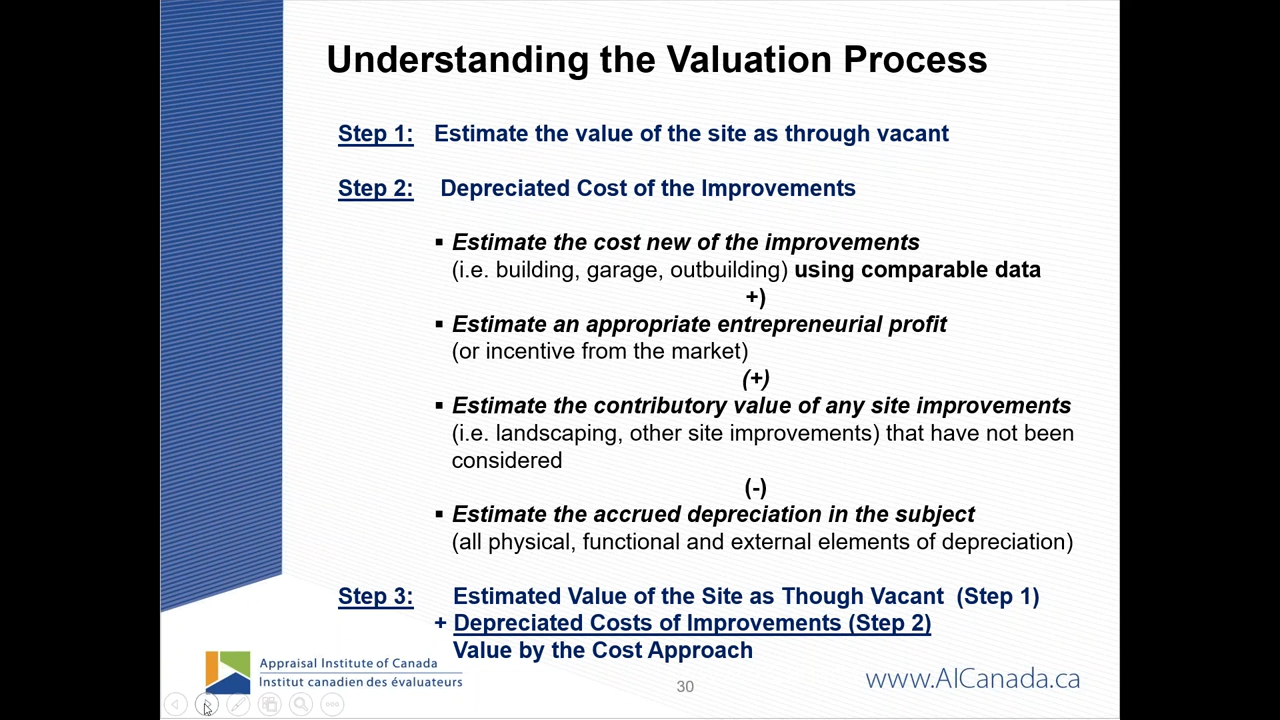 Understanding the Valuation Process
Step 1: Estimate the value of the site as through vacant
Step 2: Depreciated Cost of the Improvements
▪ Estimate the cost new of the improvements
(i.e. building, garage, outbuilding) using comparable data
+)
▪ Estimate an appropriate entrepreneurial profit
(or incentive from the market)
(+)
▪ Estimate the contributory value of any site improvements
(i.e. landscaping, other site improvements) that have not been
considered
(-)
▪ Estimate the accrued depreciation in the subject
(all physical, functional and external elements of depreciation)
Step 3: Estimated Value of the Site as Though Vacant (Step 1)
+ Depreciated Costs of Improvements (Step 2)
Value by the Cost Approach
Appraisal Institute of Canada
Institut canadien des évaluateurs
30
www.AICanada.ca